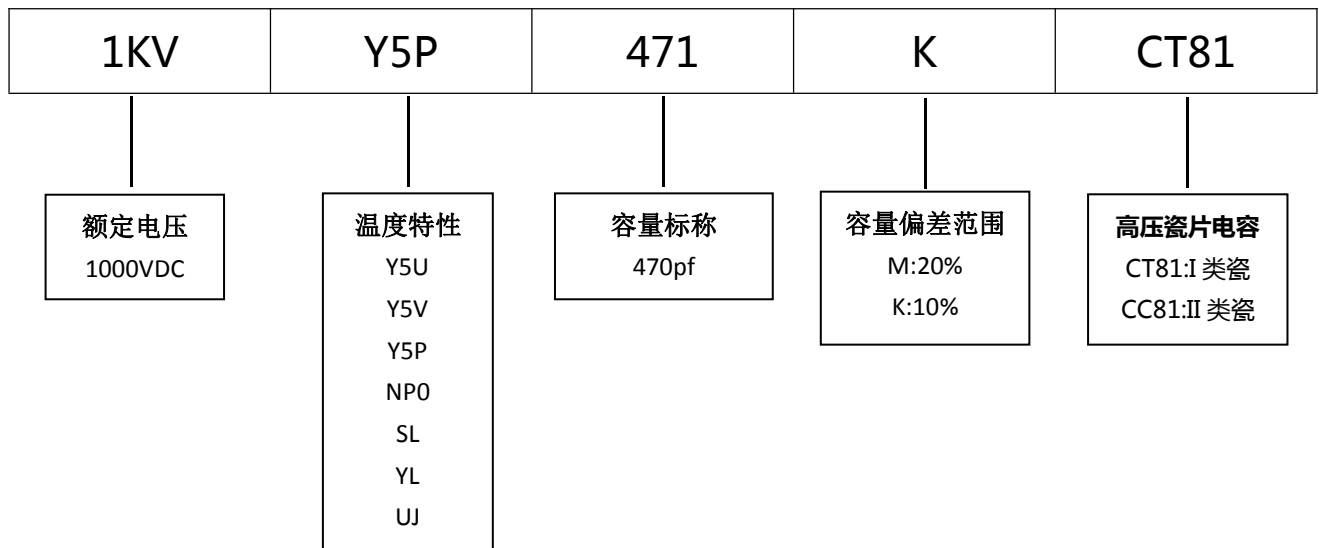 1KV Y5P 471 K CT81
额定电压
1000VDC
温度特性
Y5U
Y5V
Y5P
NP0
SL
YL
UJ
容量标称
470pf
容量偏差范围
M:20%
K:10%
高压瓷片电容
CT81:I 类瓷
CC81:II 类瓷